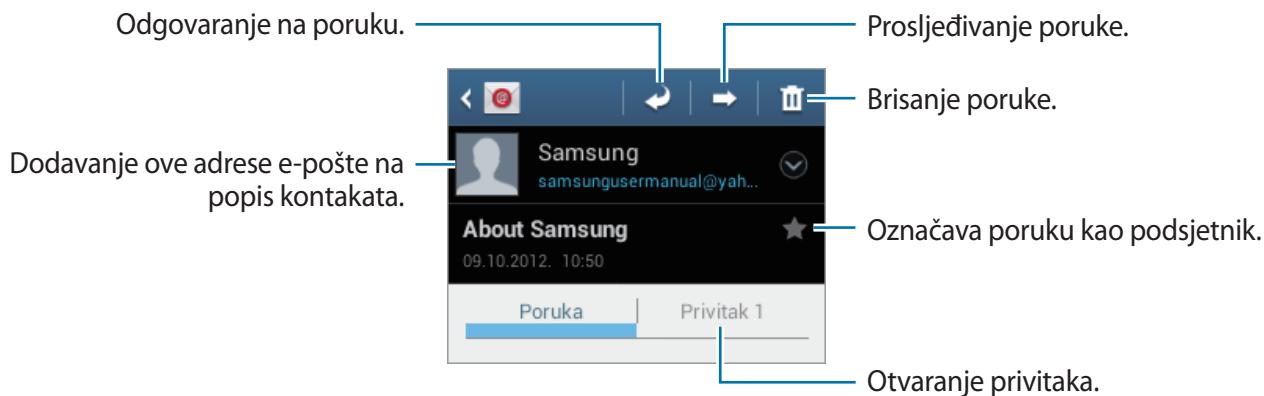 Odgovaranje na poruku.
Prosljeđivanje poruke.
Brisanje poruke.
Dodavanje ove adrese e-pošte na
popis kontakata.
Samsung
samsungusermanual@yah...
About Samsung
09.10.2012. 10:50
Označava poruku kao podsjetnik.
Poruka
Privitak 1
Otvaranje privitaka.